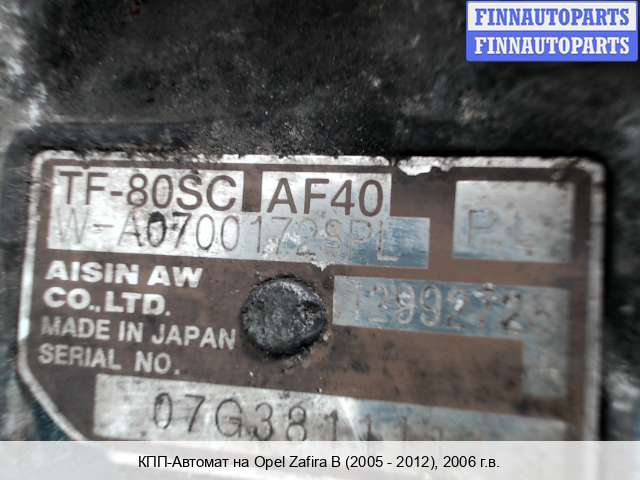 FINNAUTOPARTS
FINNAUTOPARTS
TF-80SC AF40
W-A0700172SPL
AISIN AW
CO.,LTD.
MADE IN JAPAN
SERIAL NO.
КПП-Автомат на Opel Zafira B (2005 - 2012), 2006 г.в.